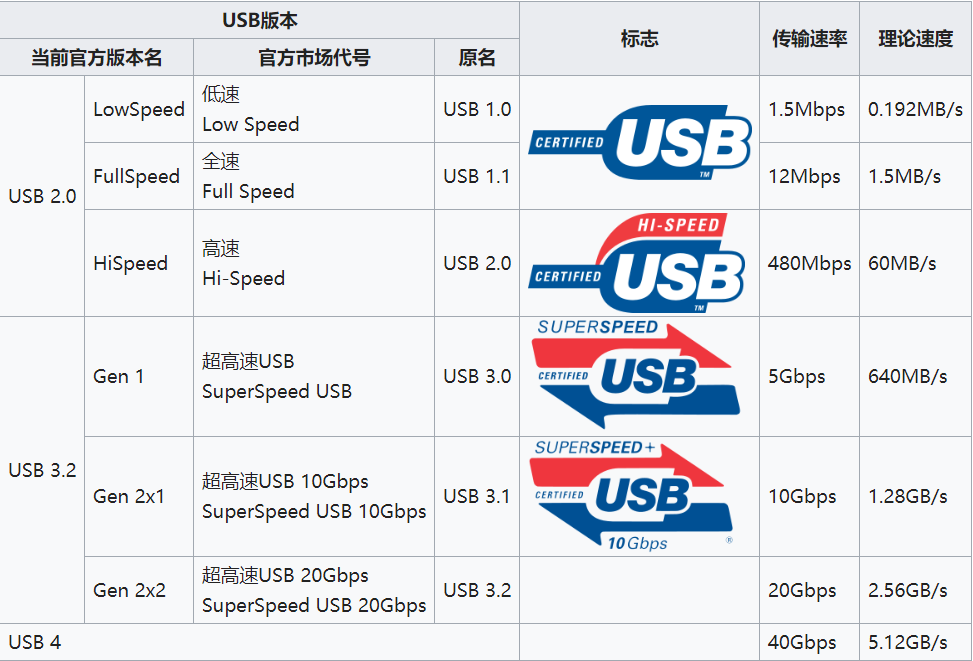 USB版本
标志
传输速率
理论速度
当前官方版本名
官方市场代号
原名
USB 2.0
LowSpeed
低速
Low Speed
USB 1.0
CERTIFIED USB TM
1.5Mbps
0.192MB/s
FullSpeed
全速
Full Speed
USB 1.1
12Mbps
1.5MB/s
HiSpeed
高速
Hi-Speed
USB 2.0
HI-SPEED
CERTIFIED USB TM
480Mbps
60MB/s
USB 3.2
Gen 1
超高速USB
SuperSpeed USB
USB 3.0
SUPERSPEED
CERTIFIED USB
5Gbps
640MB/s
Gen 2x1
超高速USB 10Gbps
SuperSpeed USB 10Gbps
USB 3.1
SUPERSPEED+
CERTIFIED USB
10Gbps ®
10Gbps
1.28GB/s
Gen 2x2
超高速USB 20Gbps
SuperSpeed USB 20Gbps
USB 3.2
20Gbps
2.56GB/s
USB 4
40Gbps
5.12GB/s